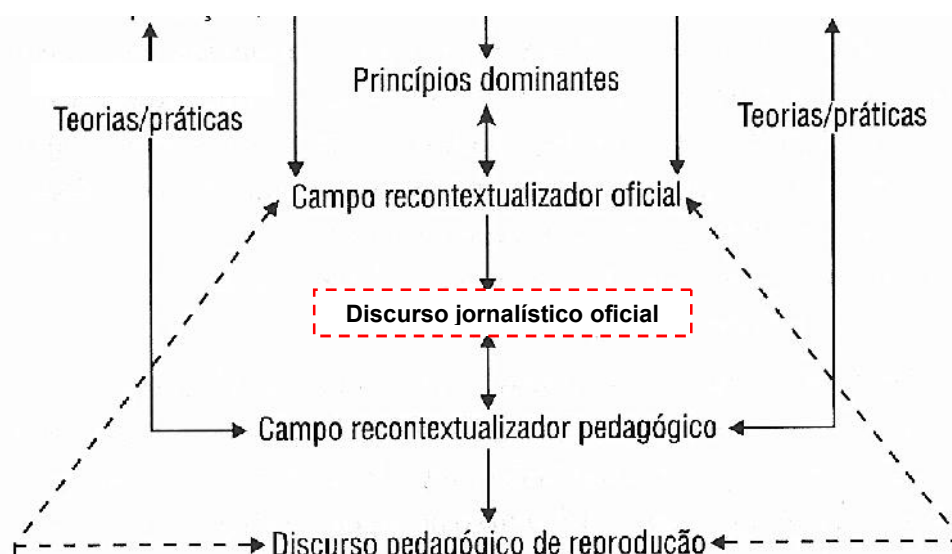 Princípios dominantes
Teorias/práticas
Teorias/práticas
Campo recontextualizador oficial
Discurso jornalístico oficial
Campo recontextualizador pedagógico
Discurso pedagógico de reprodução